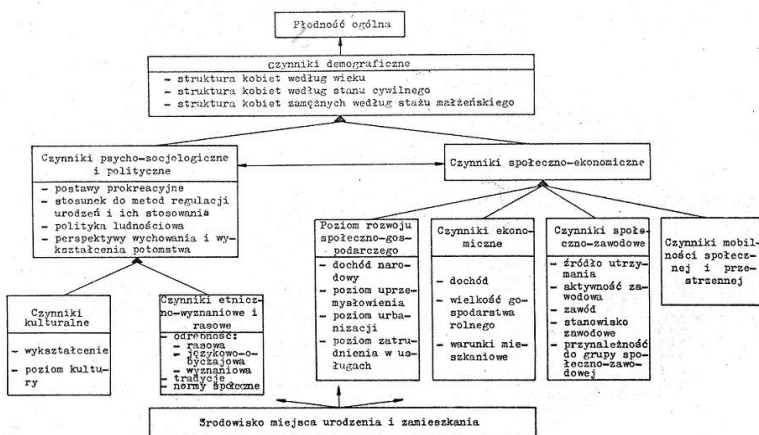 Płodność ogólna
Czynniki demograficzne
- struktura kobiet według wieku
- struktura kobiet według stanu cywilnego
- struktura kobiet zamężnych według stażu małżeńskiego
Czynniki psycho-socjologiczne
i polityczne
- postawy prokreacyjne
- stosunek do metod regulacji
urodzeń i ich stosowania
- polityka ludnościowa
- perspektywy wychowania i wy-
kształcenia potomstwa
Czynniki społeczno-ekonomiczne
Czynniki
kulturalne
- wykształcenie
- poziom kultu-
ry
Czynniki etnicz-
no-wyznaniowe i
rasowe
- odrębność:
- rasowa
- językowo-o-
byczajowa
- wyznaniowa
- tradycje
- normy społeczne
Poziom rozwoju
społeczno-gos-
podarczego
- dochód naro-
dowy
- poziom uprze-
mysłowienia
- poziom urba-
nizacji
- poziom zatru-
dnienia w us-
ługach
Czynniki ekono-
miczne
- dochód
- wielkość go-
spodarstwa
rolnego
- warunki mie-
szkaniowe
Czynniki społe-
czno-zawodowe
- źródło utrzy-
mania
- aktywność za-
wodowa
- zawód
- stanowisko
zawodowe
- przynależność
do grupy spo-
łeczno-zawo-
dowej
Czynniki mobil-
ności społecz-
nej i prze-
strzennej
Środowisko miejsca urodzenia i zamieszkania